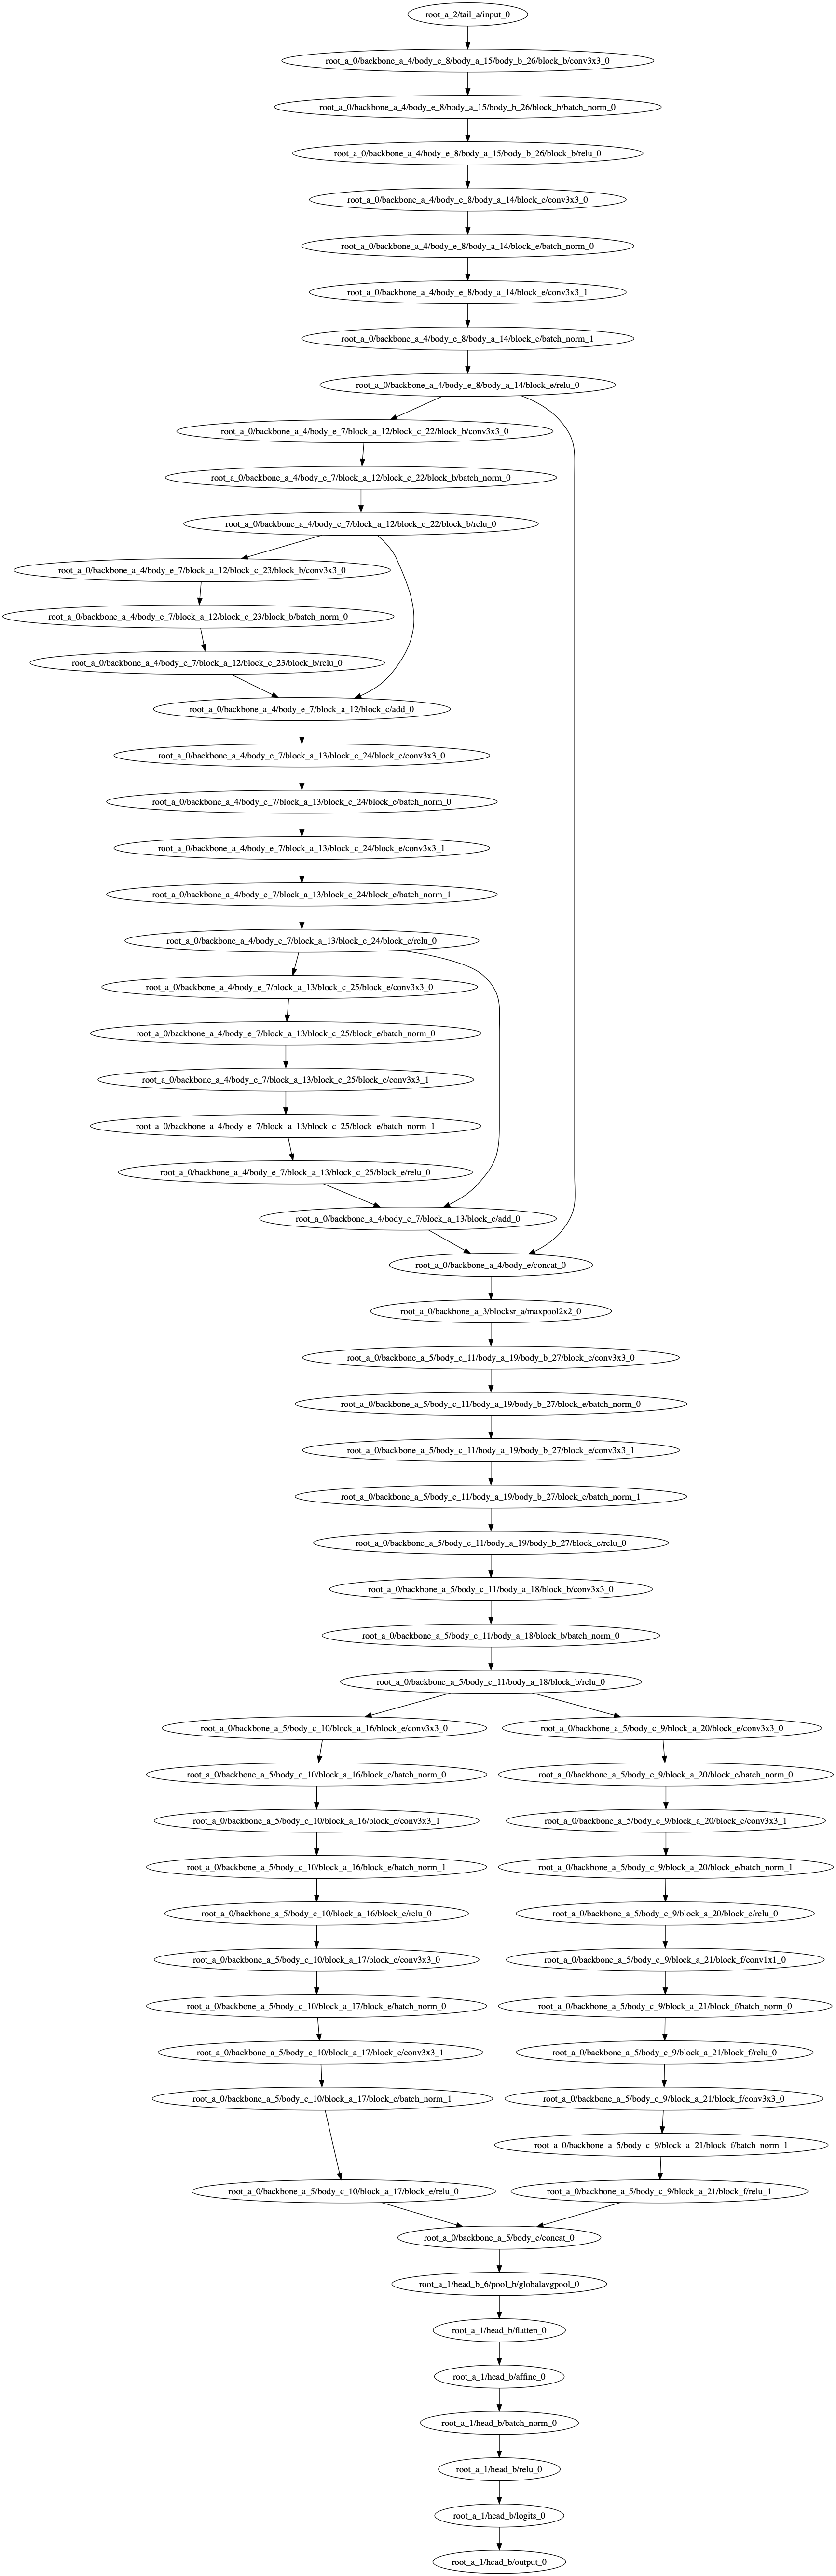 root_a_2/tail_a/input_0
root_a_0/backbone_a_4/body_e_8/body_a_15/body_b_26/block_b/conv3x3_0
root_a_0/backbone_a_4/body_e_8/body_a_15/body_b_26/block_b/batch_norm_0
root_a_0/backbone_a_4/body_e_8/body_a_15/body_b_26/block_b/relu_0
root_a_0/backbone_a_4/body_e_8/body_a_14/block_e/conv3x3_0
root_a_0/backbone_a_4/body_e_8/body_a_14/block_e/batch_norm_0
root_a_0/backbone_a_4/body_e_8/body_a_14/block_e/conv3x3_1
root_a_0/backbone_a_4/body_e_8/body_a_14/block_e/batch_norm_1
root_a_0/backbone_a_4/body_e_8/body_a_14/block_e/relu_0
root_a_0/backbone_a_4/body_e_7/block_a_12/block_c_22/block_b/conv3x3_0
root_a_0/backbone_a_4/body_e_7/block_a_12/block_c_22/block_b/batch_norm_0
root_a_0/backbone_a_4/body_e_7/block_a_12/block_c_22/block_b/relu_0
root_a_0/backbone_a_4/body_e_7/block_a_12/block_c_23/block_b/conv3x3_0
root_a_0/backbone_a_4/body_e_7/block_a_12/block_c_23/block_b/batch_norm_0
root_a_0/backbone_a_4/body_e_7/block_a_12/block_c_23/block_b/relu_0
root_a_0/backbone_a_4/body_e_7/block_a_12/block_c/add_0
root_a_0/backbone_a_4/body_e_7/block_a_13/block_c_24/block_e/conv3x3_0
root_a_0/backbone_a_4/body_e_7/block_a_13/block_c_24/block_e/batch_norm_0
root_a_0/backbone_a_4/body_e_7/block_a_13/block_c_24/block_e/conv3x3_1
root_a_0/backbone_a_4/body_e_7/block_a_13/block_c_24/block_e/batch_norm_1
root_a_0/backbone_a_4/body_e_7/block_a_13/block_c_24/block_e/relu_0
root_a_0/backbone_a_4/body_e_7/block_a_13/block_c_25/block_e/conv3x3_0
root_a_0/backbone_a_4/body_e_7/block_a_13/block_c_25/block_e/batch_norm_0
root_a_0/backbone_a_4/body_e_7/block_a_13/block_c_25/block_e/conv3x3_1
root_a_0/backbone_a_4/body_e_7/block_a_13/block_c_25/block_e/batch_norm_1
root_a_0/backbone_a_4/body_e_7/block_a_13/block_c_25/block_e/relu_0
root_a_0/backbone_a_4/body_e_7/block_a_13/block_c/add_0
root_a_0/backbone_a_4/body_e/concat_0
root_a_0/backbone_a_3/blocksr_a/maxpool2x2_0
root_a_0/backbone_a_5/body_c_11/body_a_19/body_b_27/block_e/conv3x3_0
root_a_0/backbone_a_5/body_c_11/body_a_19/body_b_27/block_e/batch_norm_0
root_a_0/backbone_a_5/body_c_11/body_a_19/body_b_27/block_e/conv3x3_1
root_a_0/backbone_a_5/body_c_11/body_a_19/body_b_27/block_e/batch_norm_1
root_a_0/backbone_a_5/body_c_11/body_a_19/body_b_27/block_e/relu_0
root_a_0/backbone_a_5/body_c_11/body_a_18/block_b/conv3x3_0
root_a_0/backbone_a_5/body_c_11/body_a_18/block_b/batch_norm_0
root_a_0/backbone_a_5/body_c_11/body_a_18/block_b/relu_0
root_a_0/backbone_a_5/body_c_10/block_a_16/block_e/conv3x3_0
root_a_0/backbone_a_5/body_c_9/block_a_20/block_e/conv3x3_0
root_a_0/backbone_a_5/body_c_10/block_a_16/block_e/batch_norm_0
root_a_0/backbone_a_5/body_c_9/block_a_20/block_e/batch_norm_0
root_a_0/backbone_a_5/body_c_10/block_a_16/block_e/conv3x3_1
root_a_0/backbone_a_5/body_c_9/block_a_20/block_e/conv3x3_1
root_a_0/backbone_a_5/body_c_10/block_a_16/block_e/batch_norm_1
root_a_0/backbone_a_5/body_c_9/block_a_20/block_e/batch_norm_1
root_a_0/backbone_a_5/body_c_10/block_a_16/block_e/relu_0
root_a_0/backbone_a_5/body_c_9/block_a_20/block_e/relu_0
root_a_0/backbone_a_5/body_c_10/block_a_17/block_e/conv3x3_0
root_a_0/backbone_a_5/body_c_9/block_a_21/block_f/conv1x1_0
root_a_0/backbone_a_5/body_c_10/block_a_17/block_e/batch_norm_0
root_a_0/backbone_a_5/body_c_9/block_a_21/block_f/batch_norm_0
root_a_0/backbone_a_5/body_c_10/block_a_17/block_e/conv3x3_1
root_a_0/backbone_a_5/body_c_9/block_a_21/block_f/relu_0
root_a_0/backbone_a_5/body_c_10/block_a_17/block_e/batch_norm_1
root_a_0/backbone_a_5/body_c_9/block_a_21/block_f/conv3x3_0
root_a_0/backbone_a_5/body_c_9/block_a_21/block_f/batch_norm_1
root_a_0/backbone_a_5/body_c_10/block_a_17/block_e/relu_0
root_a_0/backbone_a_5/body_c_9/block_a_21/block_f/relu_1
root_a_0/backbone_a_5/body_c/concat_0
root_a_1/head_b_6/pool_b/globalavgpool_0
root_a_1/head_b/flatten_0
root_a_1/head_b/affine_0
root_a_1/head_b/batch_norm_0
root_a_1/head_b/relu_0
root_a_1/head_b/logits_0
root_a_1/head_b/output_0